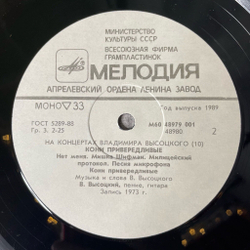 МИНИСТЕРСТВО
КУЛЬТУРЫ СССР
ВСЕСОЮЗНАЯ ФИРМА
ГРАМПЛАСТИНОК
МЕЛОДИЯ
АПРЕЛЕВСКИЙ ОРДЕНА ЛЕНИНА ЗАВОД
МОНО 33
Год выпуска 1989
ГОСТ 5289-88
М60 48979 001
Гр. 3. 2-25
48980
2
НА КОНЦЕРТАХ ВЛАДИМИРА ВЫСОЦКОГО (10)
КОНИ ПРИВЕРЕДЛИВЫЕ
Нет меня. Мишка Шифман. Милицейский
протокол. Песня микрофона
Кони привередливые
Музыка и слова В. Высоцкого
В. Высоцкий, пение, гитара
Запись 1973 г.